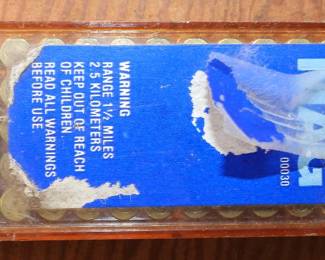 WARNING
RANGE 1½ MILES
2.5 KILOMETERS
KEEP OUT OF REACH
OF CHILDREN
READ ALL WARNINGS
BEFORE USE
00030